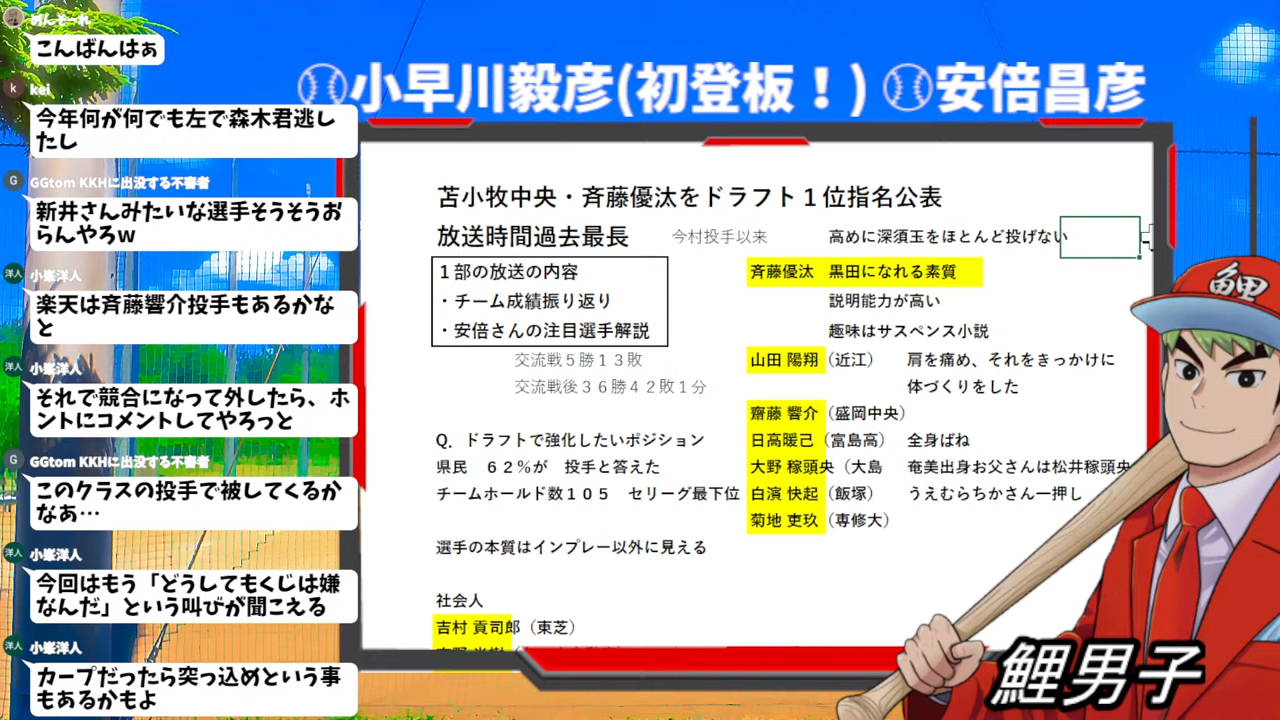 めんそーれ
こんばんはぁ
k kei
今年何が何でも左で森木君逃し
たし
G GGtom KKHに出没する不審者
新井さんみたいな選手そうそうお
らんやろw
洋人 小峯洋人
楽天は斉藤響介投手もあるかな
と
洋人 小峯洋人
それで競合になって外したら、ホ
ントにコメントしてやろっと
G GGtom KKHに出没する不審者
このクラスの投手で被してくるか
なあ…
洋人 小峯洋人
今回はもう「どうしてもくじは嫌
なんだ」という叫びが聞こえる
洋人 小峯洋人
カープだったら突っ込めという事
もあるかもよ
⚾小早川毅彦(初登板！)⚾安倍昌彦
苫小牧中央・斉藤優汰をドラフト１位指名公表
放送時間過去最長 今村投手以来 高めに深須玉をほとんど投げない
１部の放送の内容
・チーム成績振り返り
・安倍さんの注目選手解説
交流戦５勝１３敗
交流戦後３６勝４２敗１分
Q．ドラフトで強化したいポジション
県民 ６２%が 投手と答えた
チームホールド数１０５ セリーグ最下位
選手の本質はインプレー以外に見える
社会人
吉村 貢司郎（東芝）
斉藤優汰 黒田になれる素質
説明能力が高い
趣味はサスペンス小説
山田 陽翔（近江） 肩を痛め、それをきっかけに
体づくりをした
齋藤 響介（盛岡中央）
日高暖己（富島高） 全身ばね
大野 稼頭央（大島 奄美出身お父さんは松井稼頭央
白濱 快起（飯塚） うえむらちかさん一押し
菊地 吏玖（専修大）
鯉
鯉男子